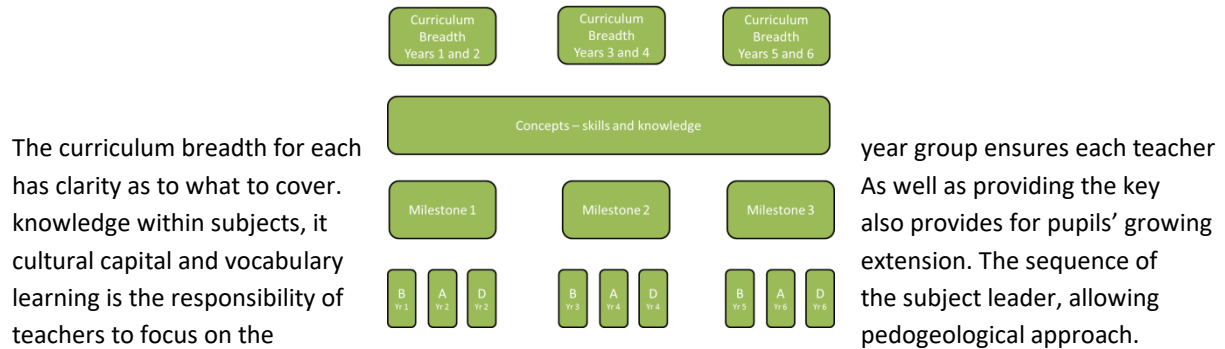 Curriculum Breadth Years 1 and 2
Curriculum Breadth Years 3 and 4
Curriculum Breadth Years 5 and 6
Concepts – skills and knowledge
Milestone 1
Milestone 2
Milestone 3
B Yr 1
A Yr 2
D Yr 2
B Yr 3
A Yr 4
D Yr 4
B Yr 5
A Yr 6
D Yr 6
The curriculum breadth for each year group ensures each teacher
has clarity as to what to cover. As well as providing the key
knowledge within subjects, it also provides for pupils’ growing
cultural capital and vocabulary extension. The sequence of
learning is the responsibility of the subject leader, allowing
teachers to focus on the pedogeological approach.